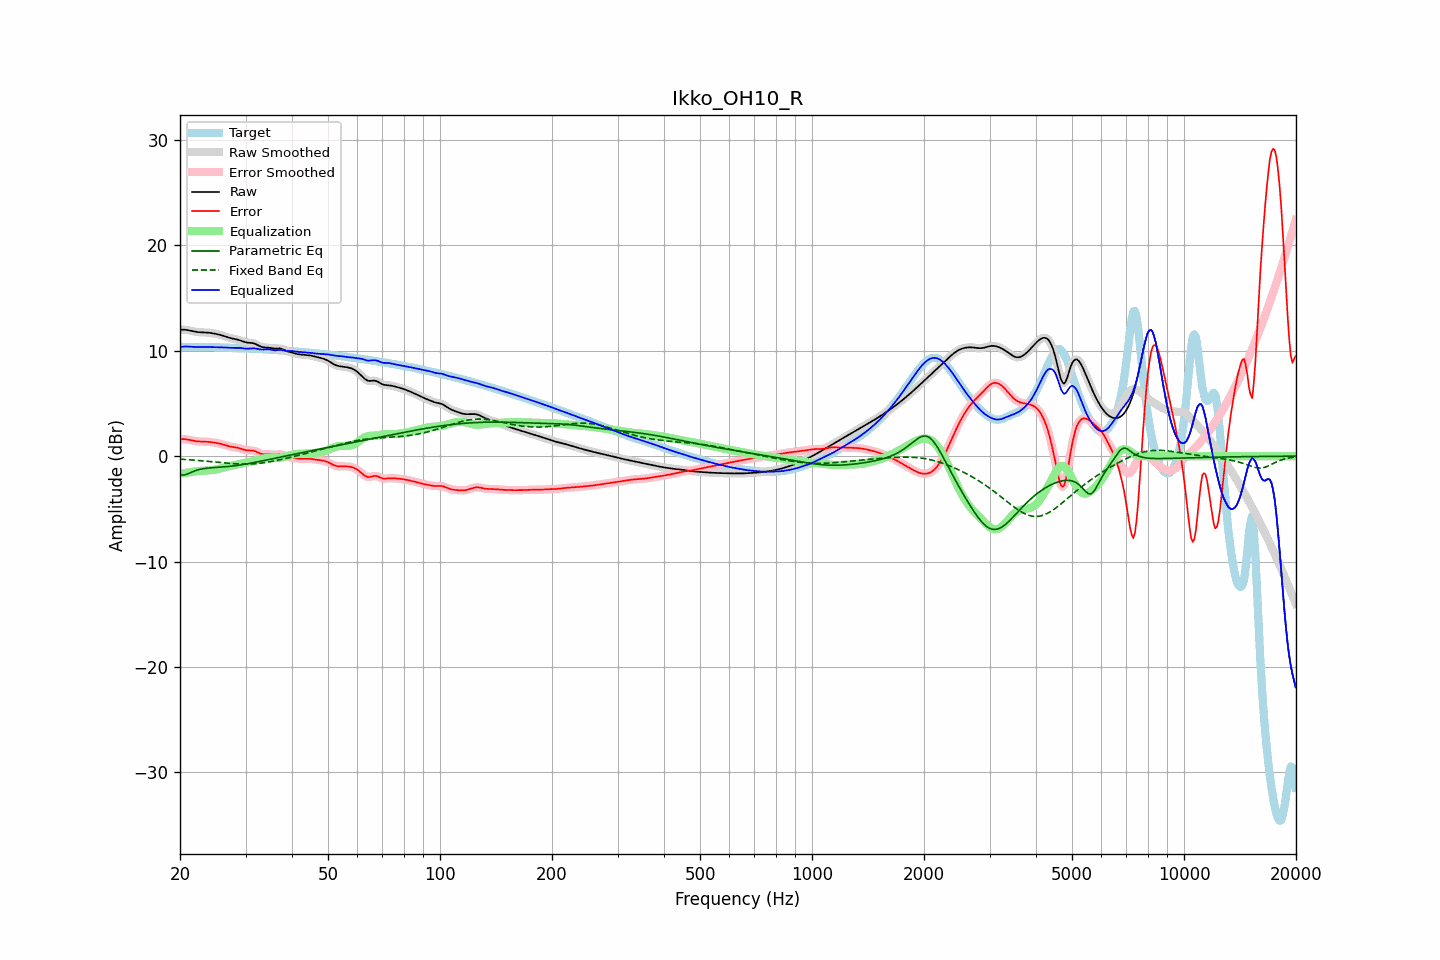 Ikko_OH10_R
Target
Raw Smoothed
Error Smoothed
Raw
Error
Equalization
Parametric Eq
Fixed Band Eq
Equalized
Amplitude (dBr)
30
20
10
0
−10
−20
−30
20 50 100 200 500 1000 2000 5000 10000 20000
Frequency (Hz)